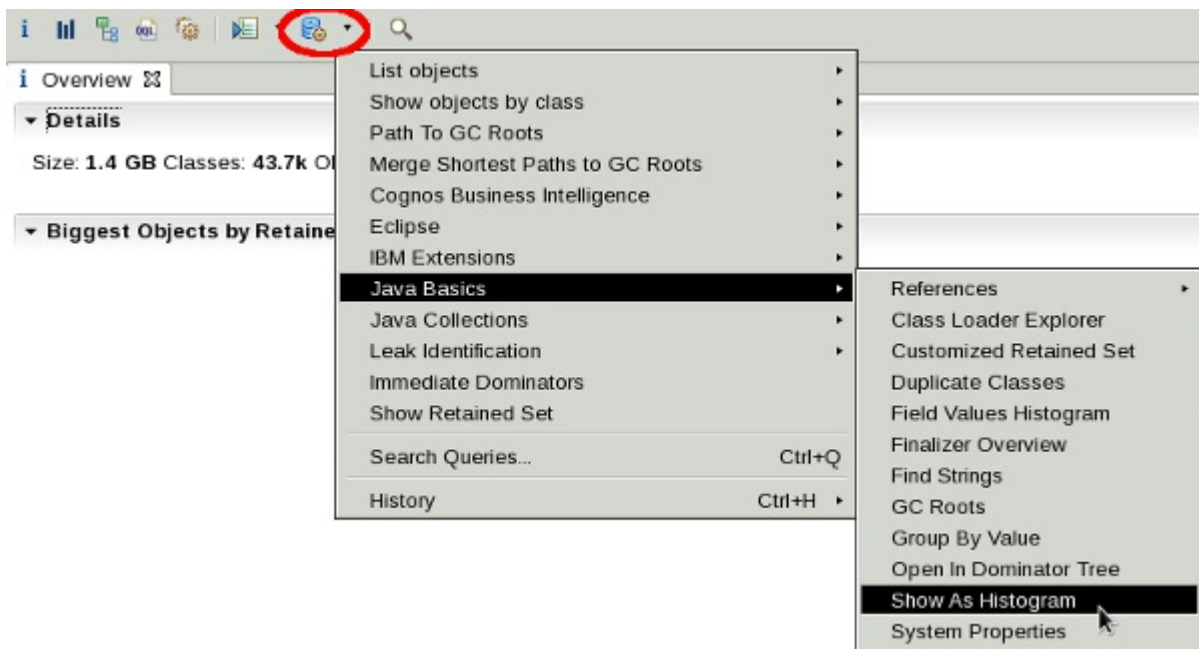 i OQL
i Overview
Details
Size: 1.4 GB Classes: 43.7k
Biggest Objects by Retaine
List objects
Show objects by class
Path To GC Roots
Merge Shortest Paths to GC Roots
Cognos Business Intelligence
Eclipse
IBM Extensions
Java Basics
Java Collections
Leak Identification
Immediate Dominators
Show Retained Set
Search Queries... Ctrl+Q
History Ctrl+H
References
Class Loader Explorer
Customized Retained Set
Duplicate Classes
Field Values Histogram
Finalizer Overview
Find Strings
GC Roots
Group By Value
Open In Dominator Tree
Show As Histogram
System Properties